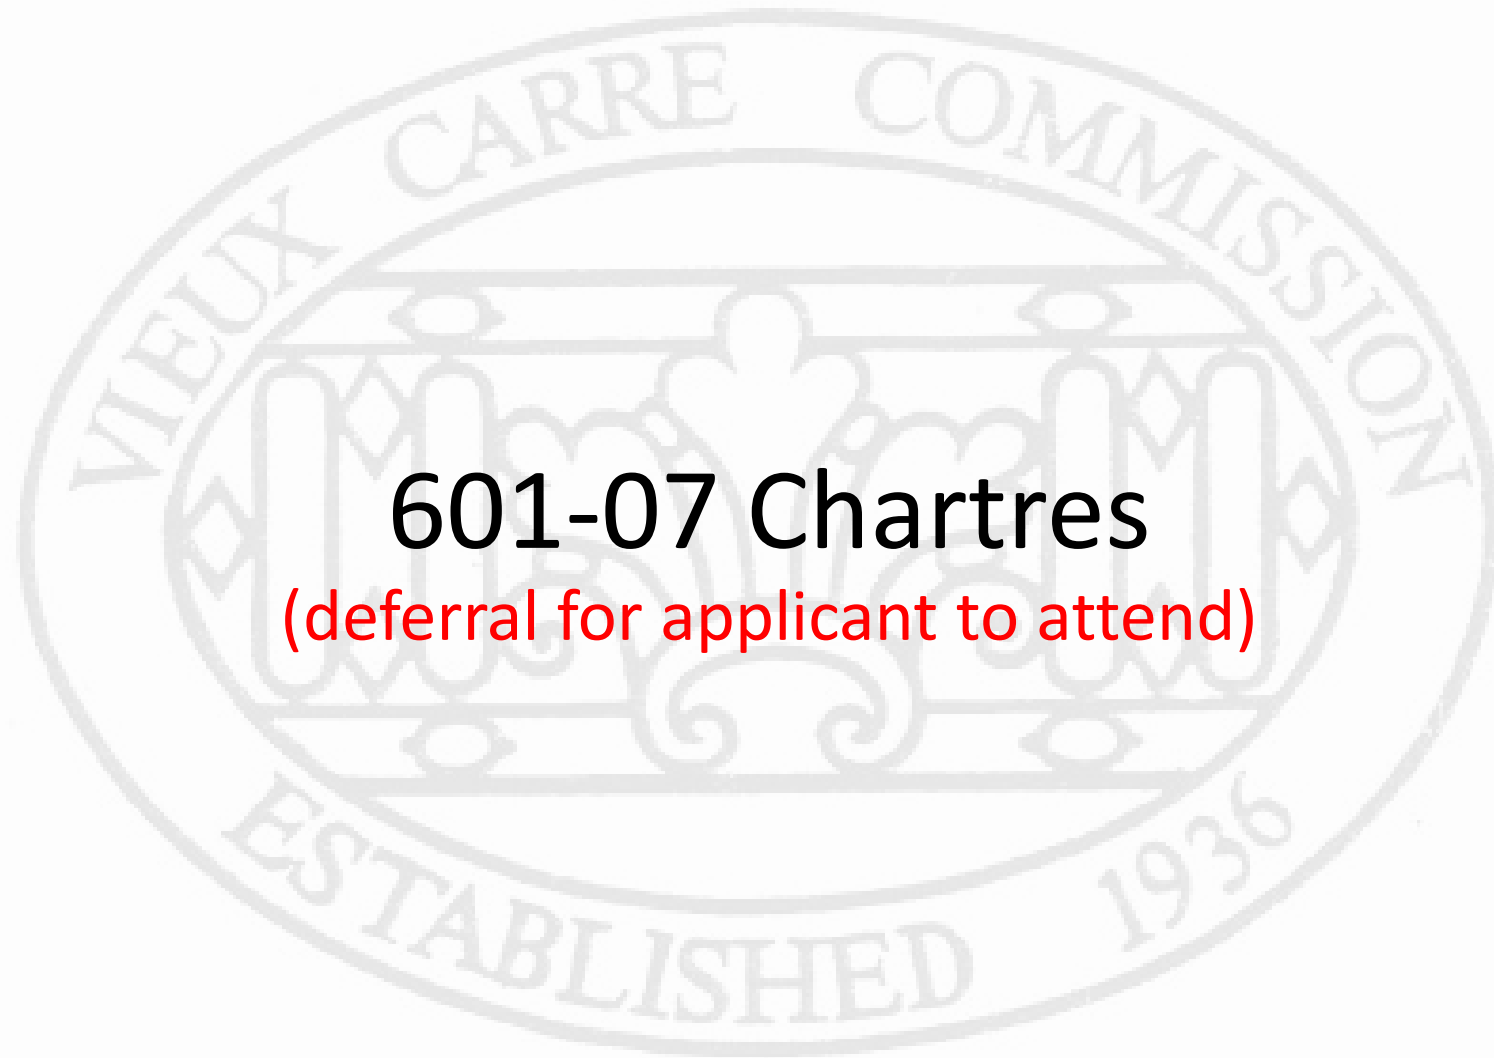 VIEUX CARRE COMMISSION
601-07 Chartres
(deferral for applicant to attend)
ESTABLISHED 1936